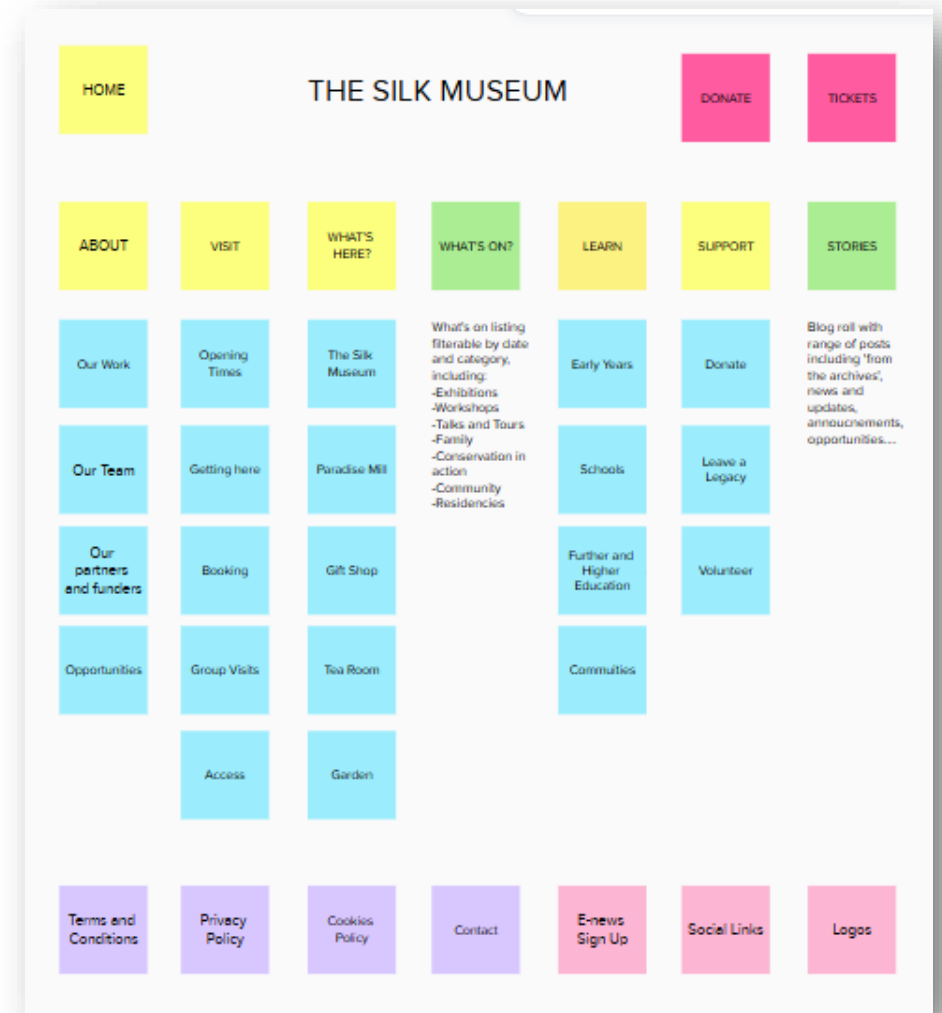 HOME
THE SILK MUSEUM
DONATE
TICKETS
ABOUT
VISIT
WHAT'S
HERE?
WHAT'S ON?
LEARN
SUPPORT
STORIES
Our Work
Our Team
Our
partners
and funders
Opportunities
Opening
Times
Getting here
Booking
Group Visits
Access
The Silk
Museum
Paradise Mill
Gift Shop
Tea Room
Garden
What's on listing
filterable by date
and category,
including:
-Exhibitions
-Workshops
-Talks and Tours
-Family
-Conservation in
action
-Community
-Residencies
Early Years
Schools
Further and
Higher
Education
Commuities
Donate
Leave a
Legacy
Volunteer
Blog roll with
range of posts
including 'from
the archives',
news and
updates,
annoucnements,
opportunities....
Terms and
Conditions
Privacy
Policy
Cookies
Policy
Contact
E-news
Sign Up
Social Links
Logos